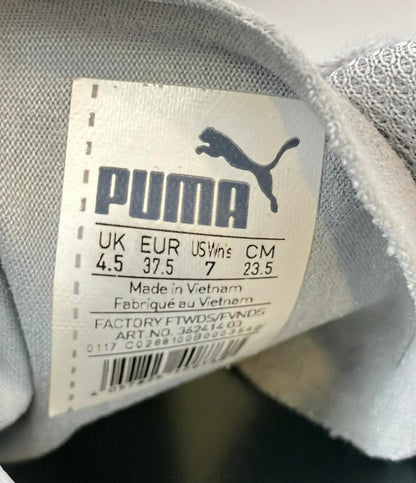 PUMA
UK EUR USWn's CM
4.5 37.5 7 23.5
Made in Vietnam
Fabriqué au Vietnam
FACTORY FTWDS/FVNDS
ART.NO. 362414 03
0117